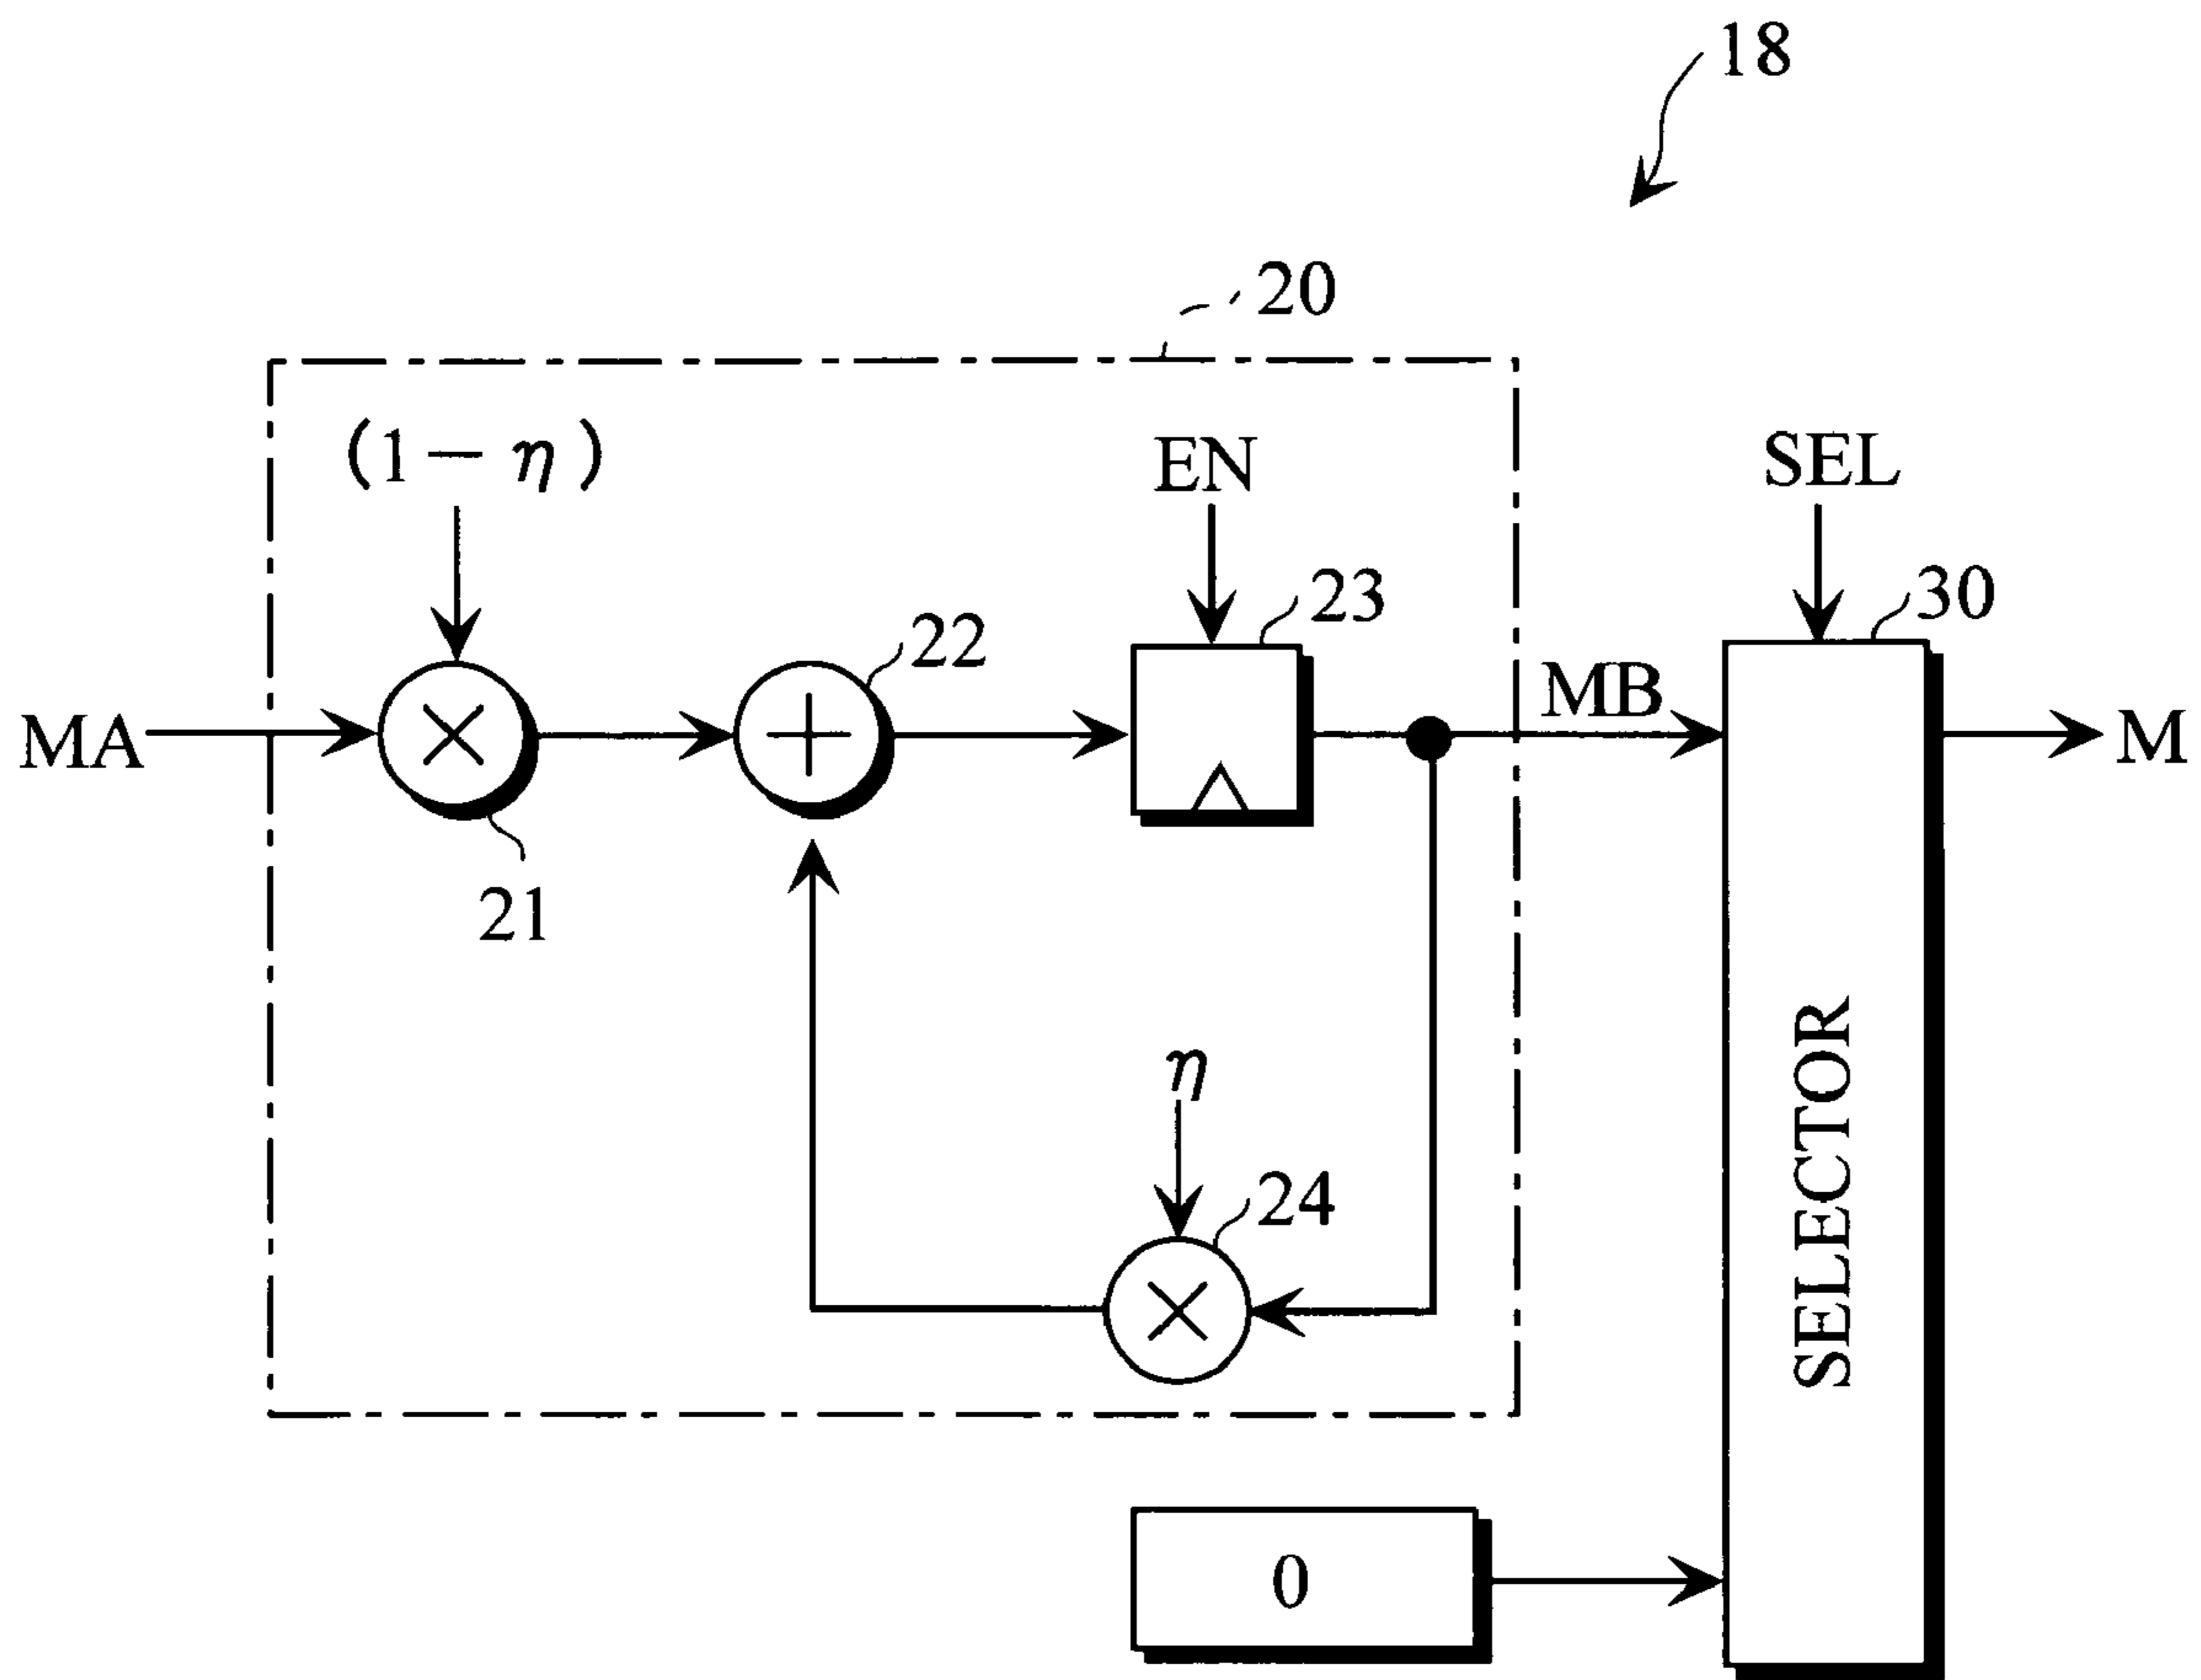 18
20
(1− η)
EN
SEL
22
23
30
MA
×
+
MB
M
21
η
24
×
SELECTOR
0